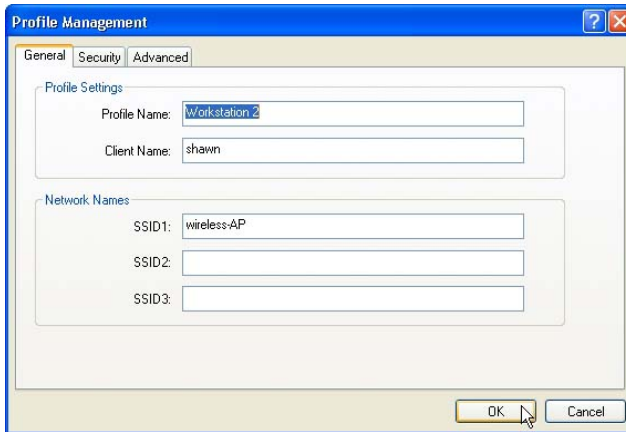 Profile Management
General Security Advanced
Profile Settings
Profile Name: Workstation 2
Client Name: shawn
Network Names
SSID1: wireless-AP
SSID2:
SSID3:
OK Cancel